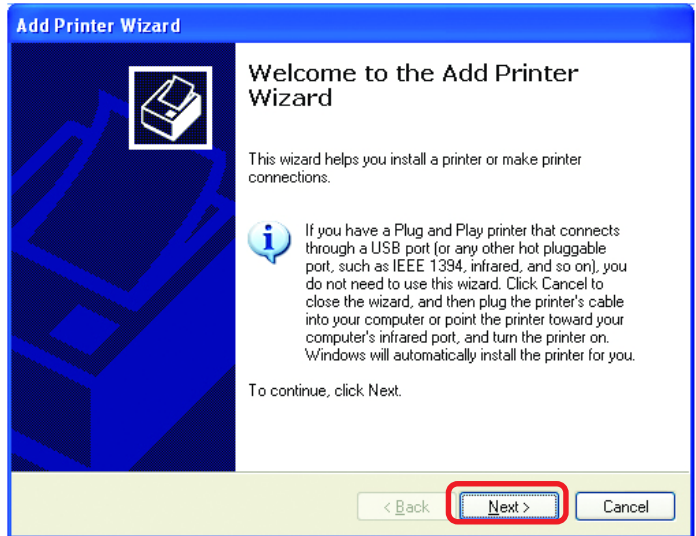 Add Printer Wizard
Welcome to the Add Printer
Wizard
This wizard helps you install a printer or make printer
connections.
If you have a Plug and Play printer that connects
through a USB port (or any other hot pluggable
port, such as IEEE 1394, infrared, and so on), you
do not need to use this wizard. Click Cancel to
close the wizard, and then plug the printer's cable
into your computer or point the printer toward your
computer's infrared port, and turn the printer on.
Windows will automatically install the printer for you.
To continue, click Next.
< Back Next > Cancel